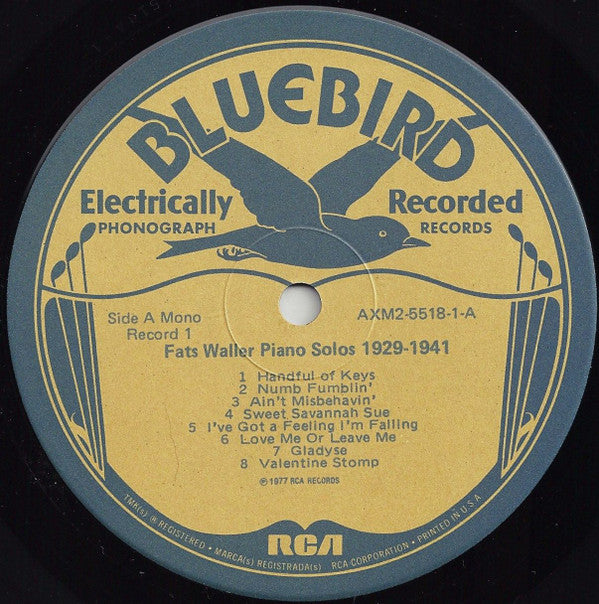 BLUEBIRD
Electrically Recorded
PHONOGRAPH RECORDS
Side A Mono AXM2-5518-1-A
Record 1
Fats Waller Piano Solos 1929-1941
1 Handful of Keys
2 Numb Fumblin'
3 Ain't Misbehavin'
4 Sweet Savannah Sue
5 I've Got a Feeling I'm Falling
6 Love Me Or Leave Me
7 Gladyse
8 Valentine Stomp
℗1977 RCA RECORDS
TMK(s) ® REGISTERED • MARCA(s) REGISTRADA(s) RCA CORPORATION • PRINTED IN U.S.A.
RCA